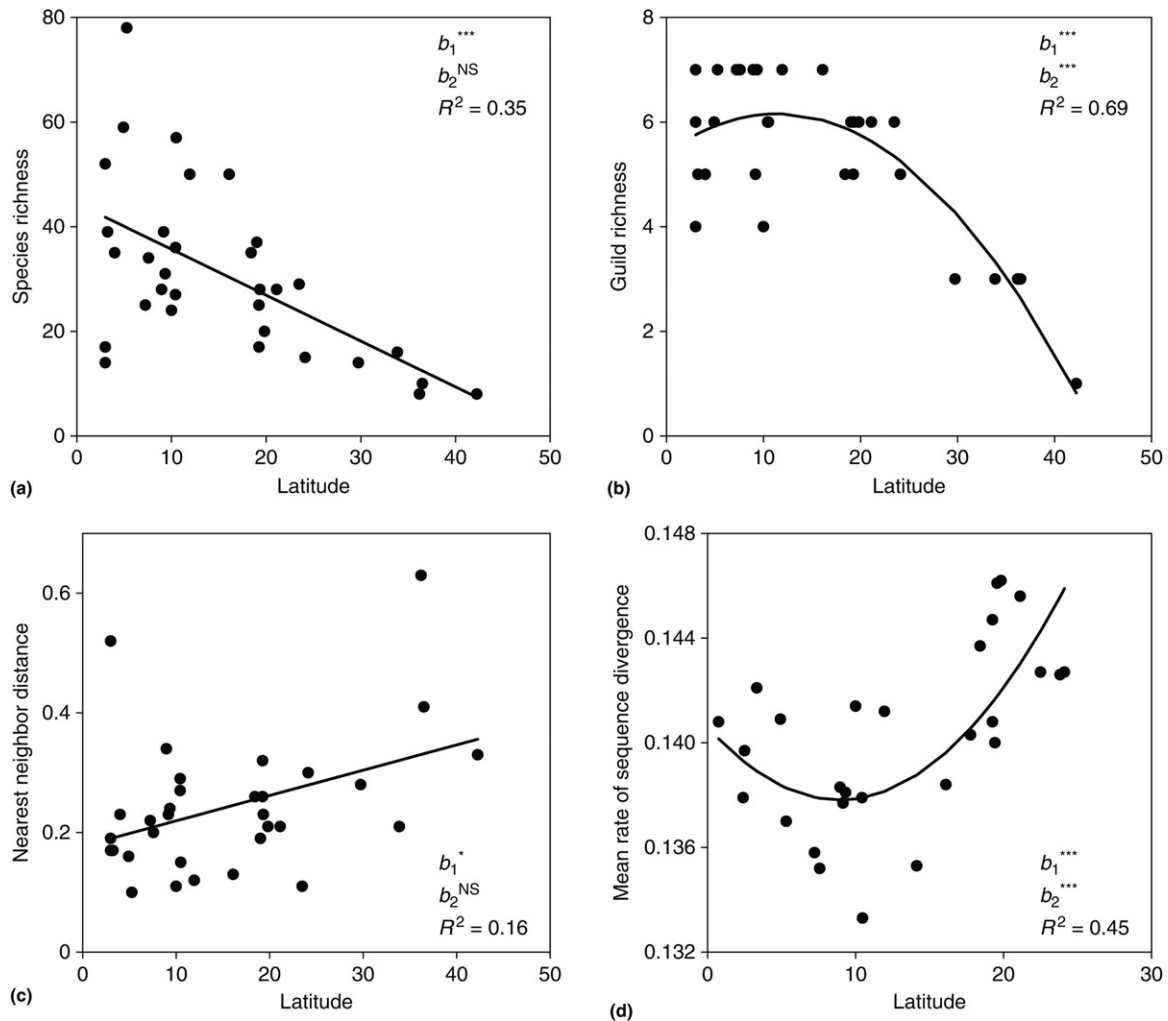 80
60
40
20
0
Species richness
b₁***
b₂ᴺˢ
R² = 0.35
0 10 20 30 40 50
Latitude
(a)
8
6
4
2
0
Guild richness
b₁***
b₂***
R² = 0.69
0 10 20 30 40 50
Latitude
(b)
0.6
0.4
0.2
0
Nearest neighbor distance
b₁*
b₂ᴺˢ
R² = 0.16
0 10 20 30 40 50
Latitude
(c)
0.148
0.144
0.140
0.136
0.132
Mean rate of sequence divergence
b₁***
b₂***
R² = 0.45
0 10 20 30
Latitude
(d)